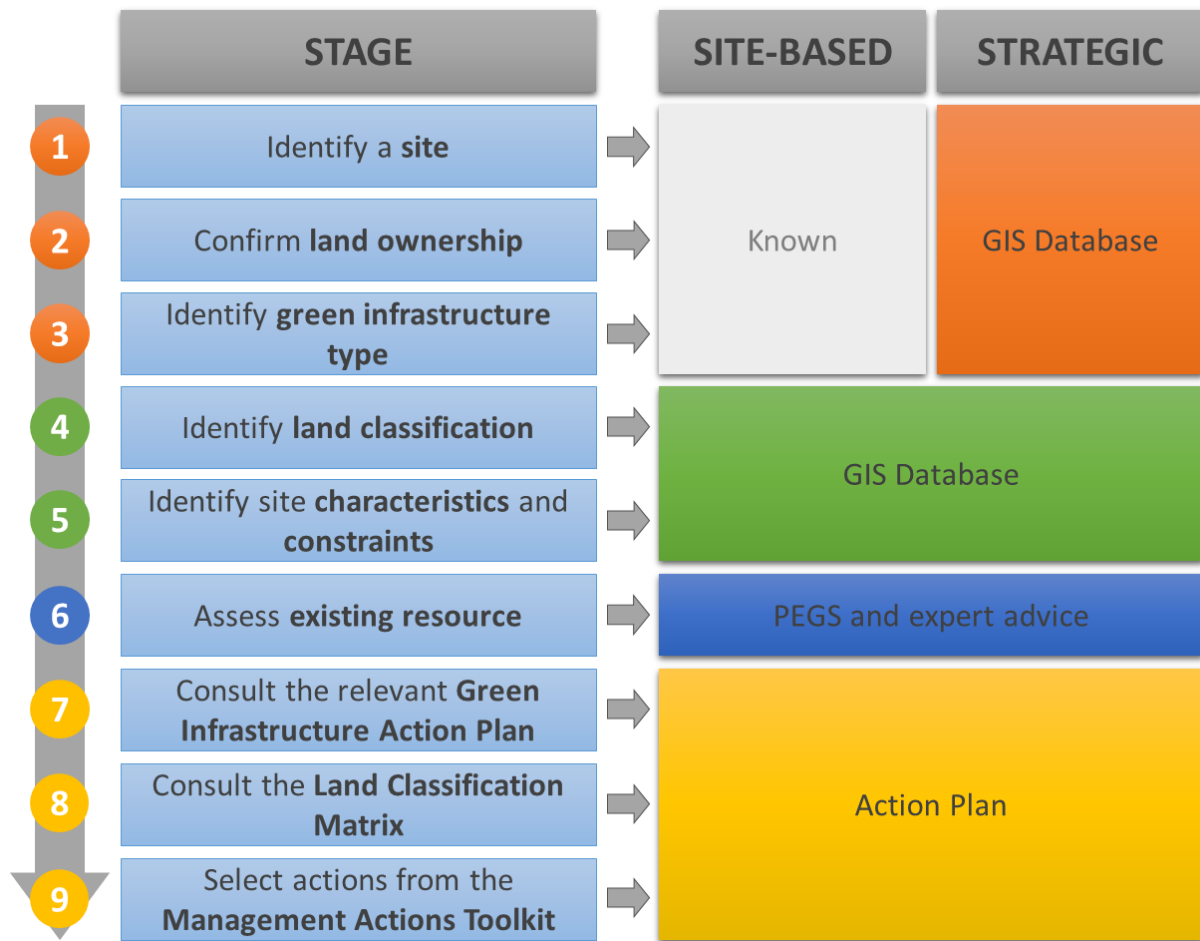 STAGE
SITE-BASED
STRATEGIC
1
Identify a site
2
Confirm land ownership
Known
GIS Database
3
Identify green infrastructure
type
4
Identify land classification
GIS Database
5
Identify site characteristics and
constraints
6
Assess existing resource
PEGS and expert advice
7
Consult the relevant Green
Infrastructure Action Plan
8
Consult the Land Classification
Matrix
Action Plan
9
Select actions from the
Management Actions Toolkit